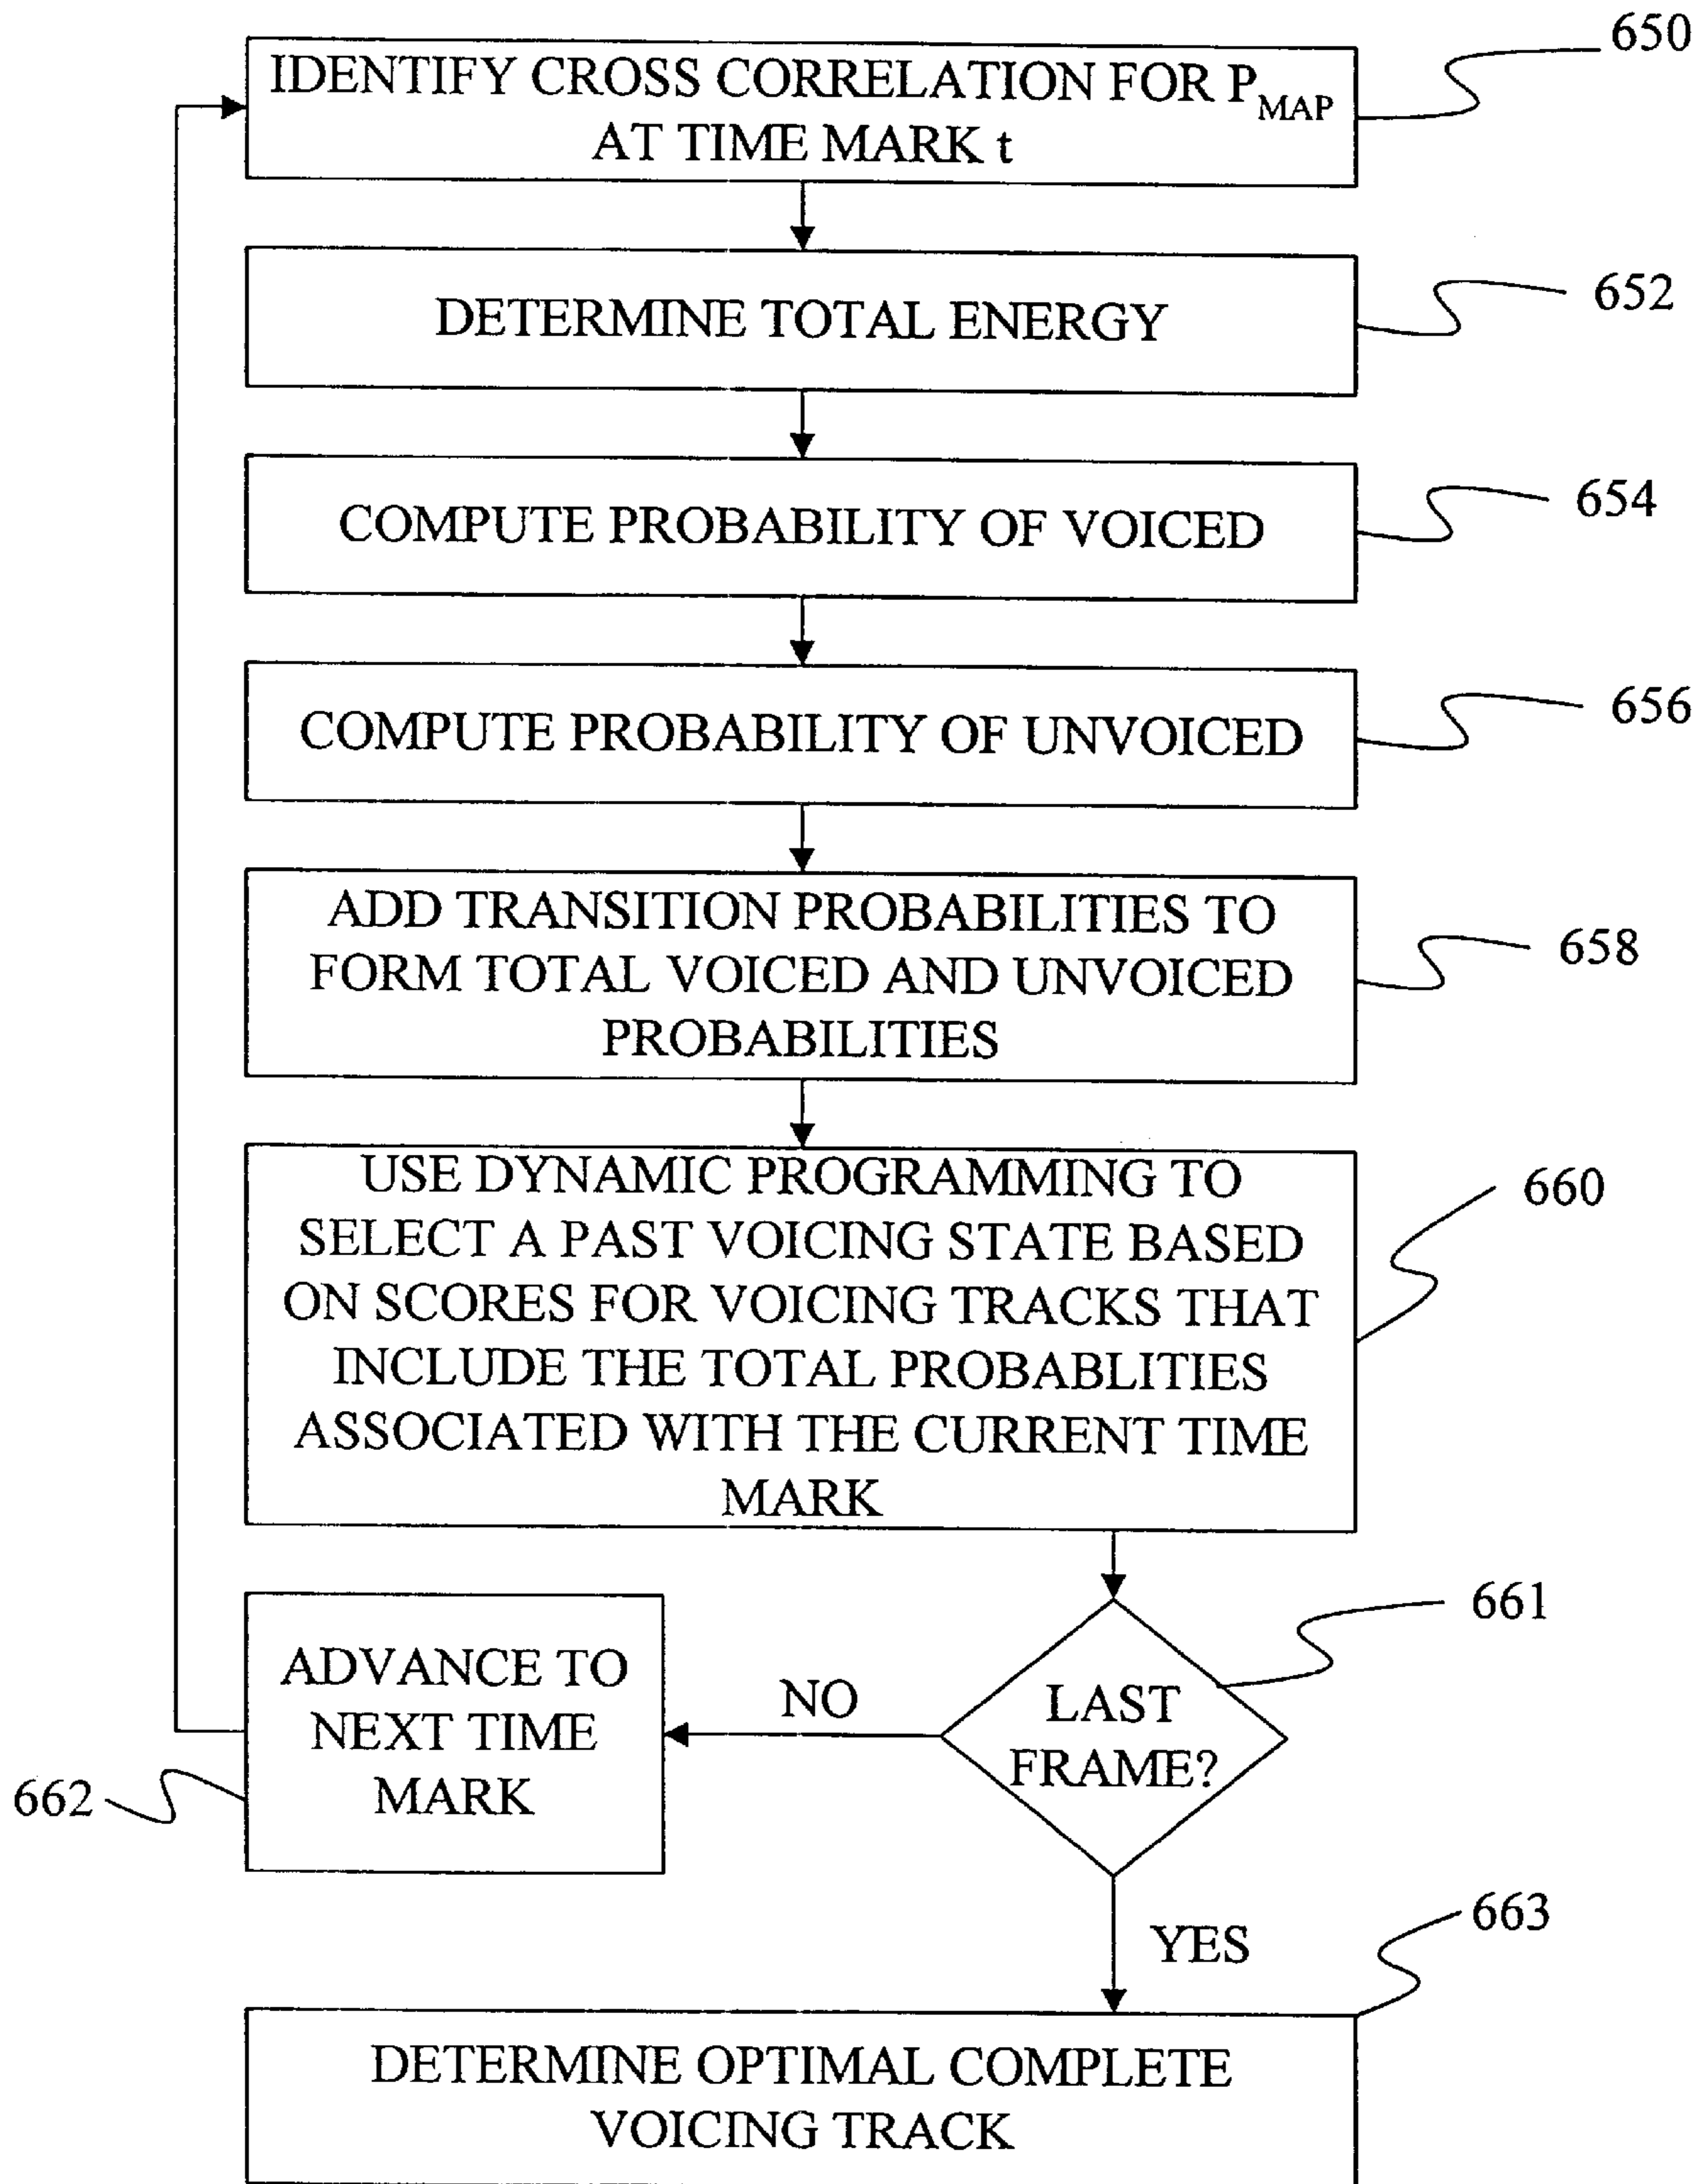 650
IDENTIFY CROSS CORRELATION FOR P_MAP
AT TIME MARK t
652
DETERMINE TOTAL ENERGY
654
COMPUTE PROBABILITY OF VOICED
656
COMPUTE PROBABILITY OF UNVOICED
658
ADD TRANSITION PROBABILITIES TO
FORM TOTAL VOICED AND UNVOICED
PROBABILITIES
660
USE DYNAMIC PROGRAMMING TO
SELECT A PAST VOICING STATE BASED
ON SCORES FOR VOICING TRACKS THAT
INCLUDE THE TOTAL PROBABLITIES
ASSOCIATED WITH THE CURRENT TIME
MARK
661
LAST
FRAME?
NO
ADVANCE TO
NEXT TIME
MARK
662
YES
663
DETERMINE OPTIMAL COMPLETE
VOICING TRACK